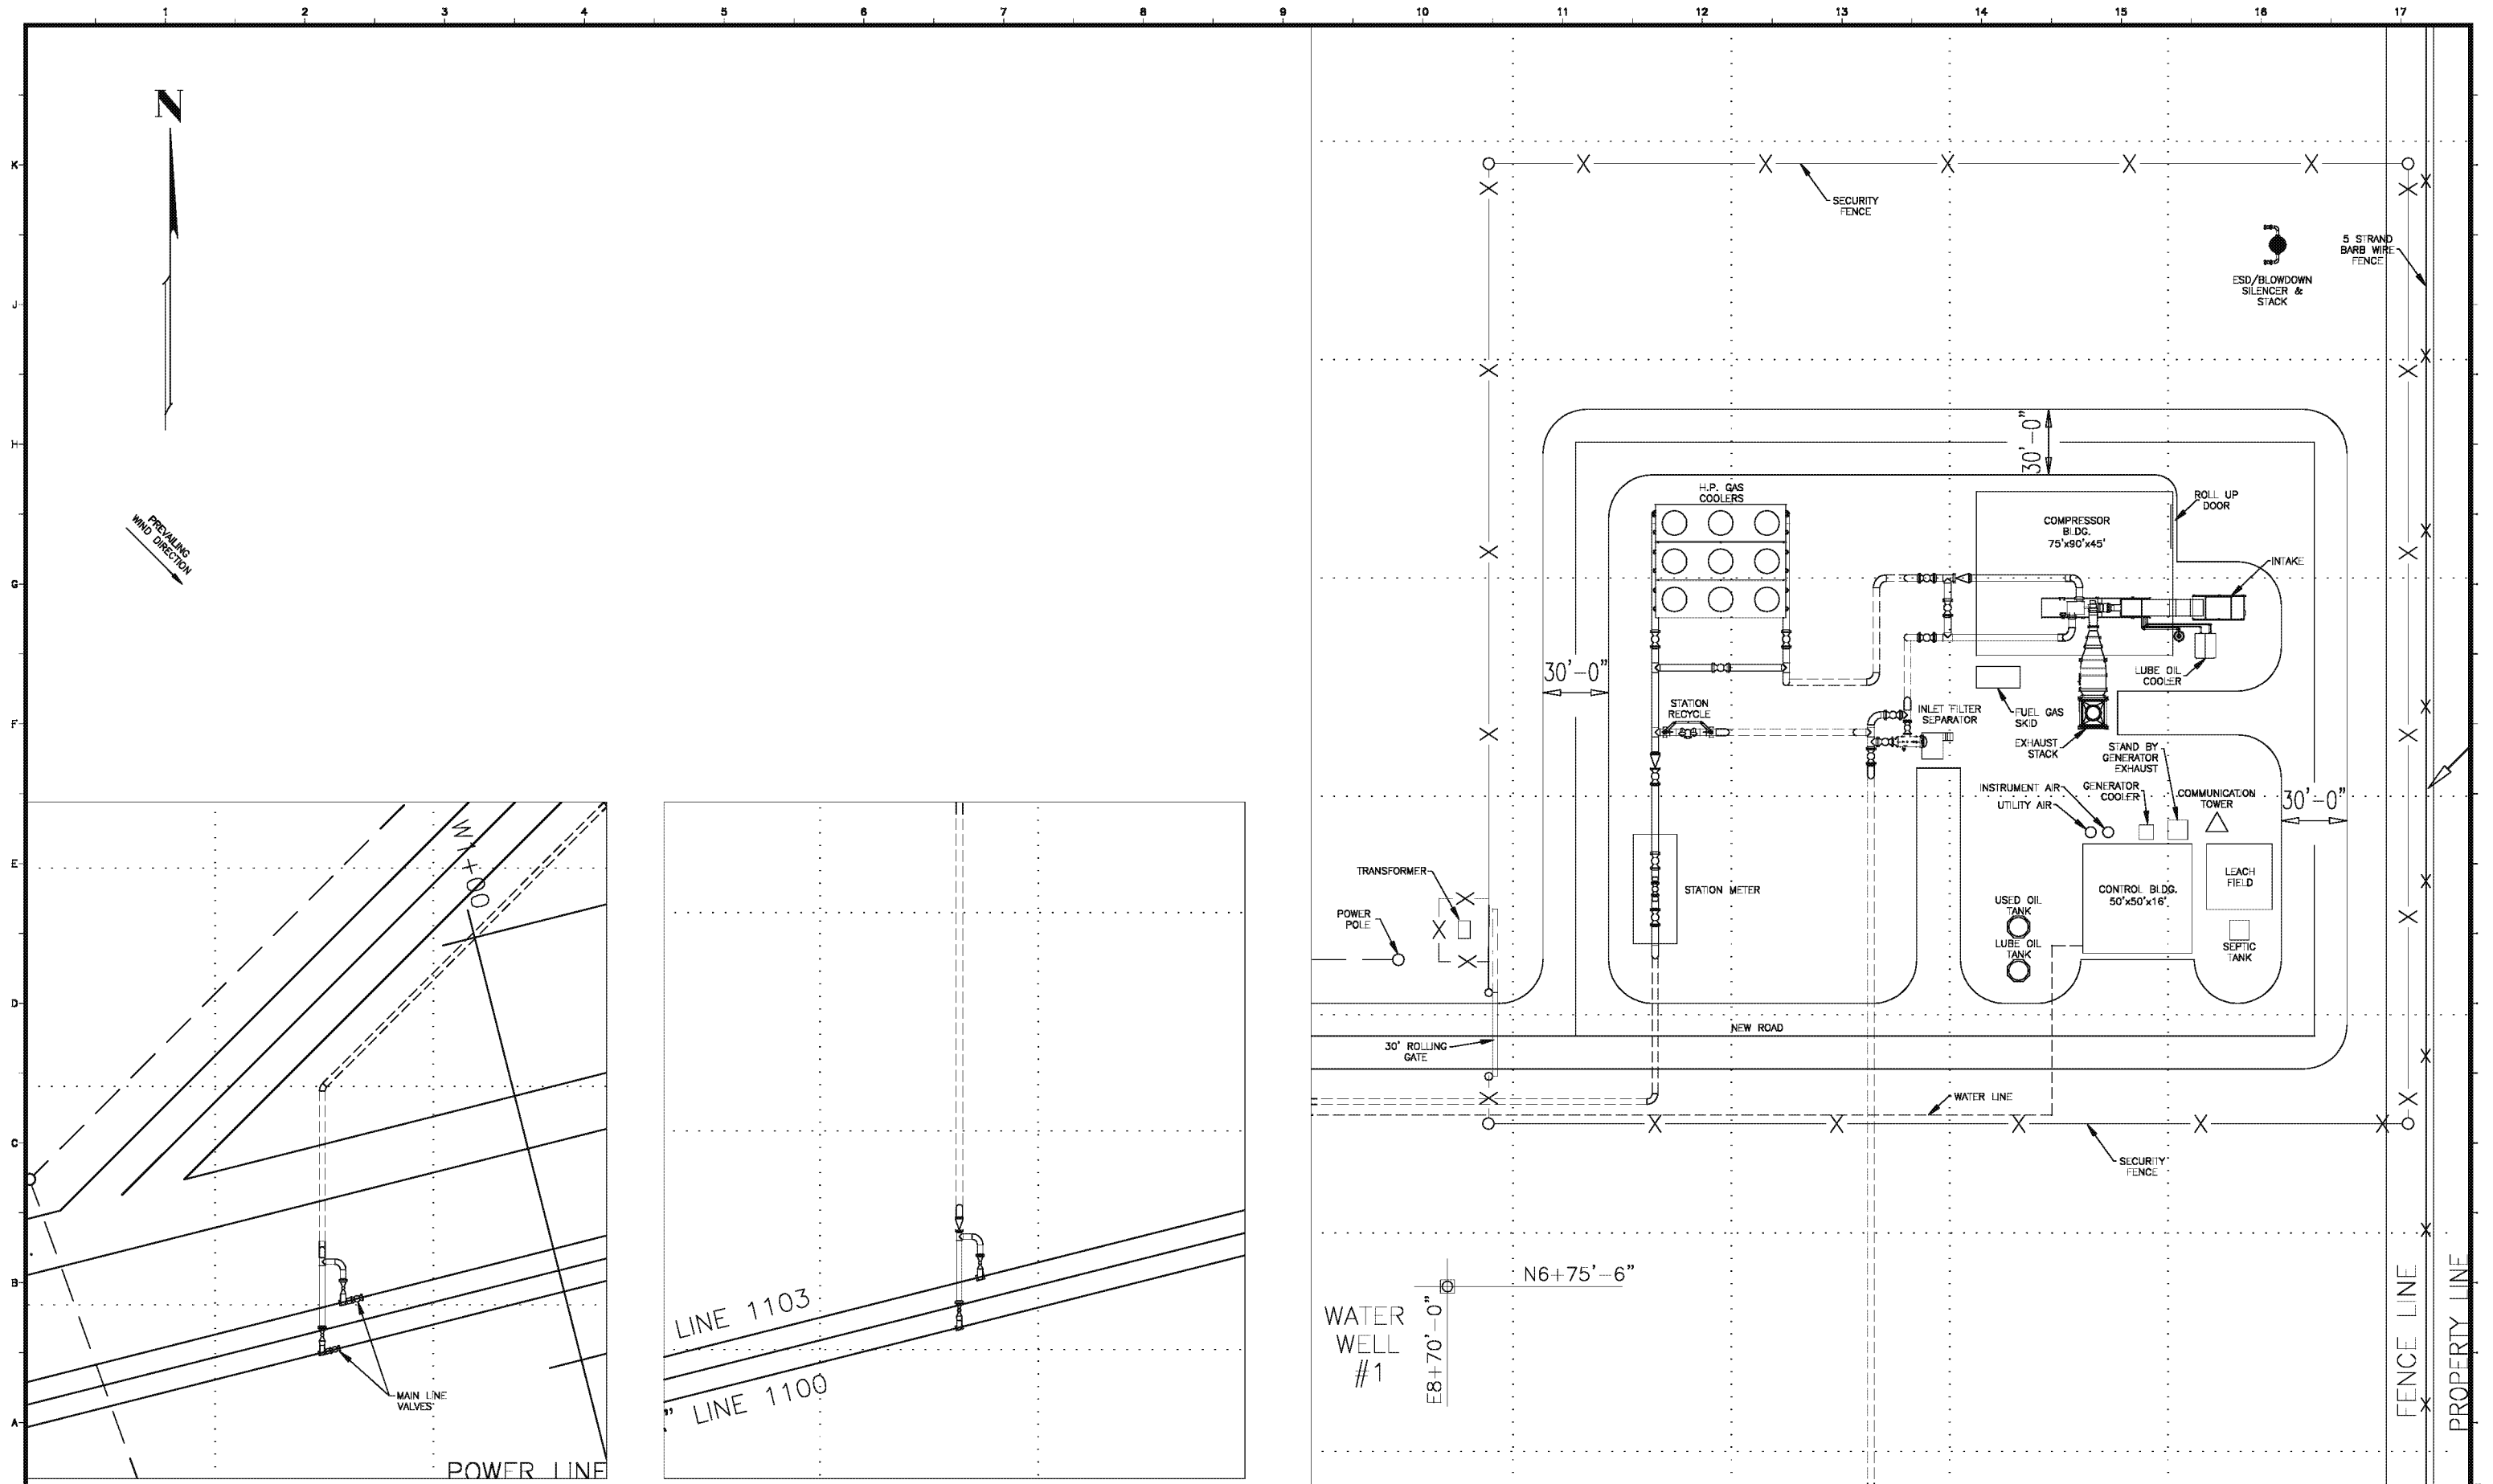 1 2 3 4 5 6 7 8 9 10 11 12 13 14 15 16 17
K
J
H
G
F
E
D
C
B
A
N
PREVAILING
WIND DIRECTION
SECURITY
FENCE
5 STRAND
BARB WIRE
FENCE
ESD/BLOWDOWN
SILENCER &
STACK
30'-0"
H.P. GAS
COOLERS
COMPRESSOR
BLDG.
75'x90'x45'
ROLL UP
DOOR
INTAKE
LUBE OIL
COOLER
30'-0"
STATION
RECYCLE
INLET FILTER
SEPARATOR
FUEL GAS
SKID
EXHAUST
STACK
STAND BY
GENERATOR
EXHAUST
INSTRUMENT AIR
UTILITY AIR
GENERATOR
COOLER
COMMUNICATION
TOWER
30'-0"
TRANSFORMER
POWER
POLE
STATION METER
USED OIL
TANK
LUBE OIL
TANK
CONTROL BLDG.
50'x50'x16'
LEACH
FIELD
SEPTIC
TANK
NEW ROAD
30' ROLLING
GATE
WATER LINE
SECURITY
FENCE
MAIN LINE
VALVES
POWER LINE
LINE 1103
" LINE 1100
WATER
WELL
#1
N6+75'-6"
E8+70'-0"
FENCE LINE
PROPERTY LINE